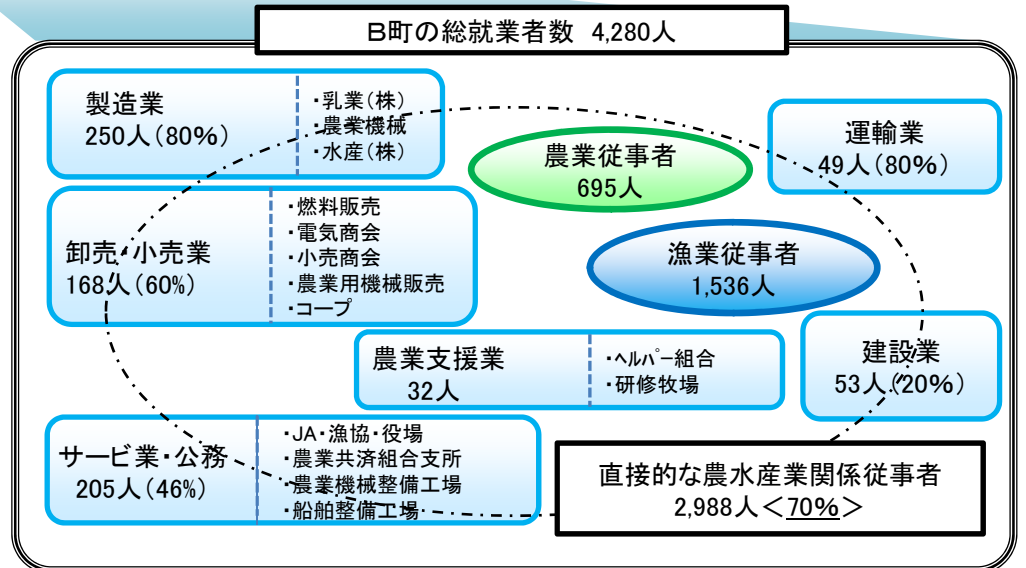 B町の総就業者数 4,280人
製造業
250人(80%)
・乳業(株)
・農業機械
・水産(株)
農業従事者
695人
運輸業
49人(80%)
卸売・小売業
168人(60%)
・燃料販売
・電気商会
・小売商会
・農業用機械販売
・コープ
漁業従事者
1,536人
農業支援業
32人
・ヘルパー組合
・研修牧場
建設業
53人(20%)
サービ業・公務
205人(46%)
・JA・漁協・役場
・農業共済組合支所
・農業機械整備工場
・船舶整備工場
直接的な農水産業関係従事者
2,988人<70%>